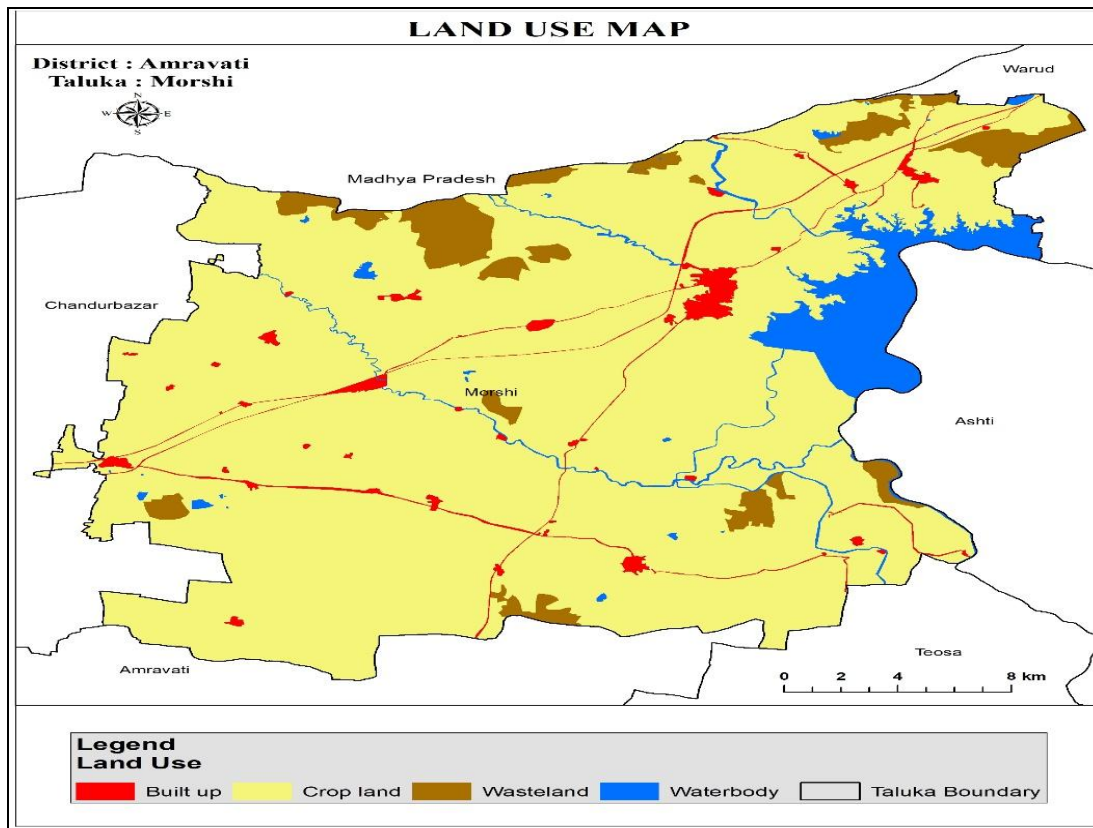 LAND USE MAP
District : Amravati
Taluka : Morshi
N
W E
S
Warud
Madhya Pradesh
Chandurbazar
Morshi
Ashti
Teosa
Amravati
0 2 4 8 km
Legend
Land Use
Built up Crop land Wasteland Waterbody Taluka Boundary